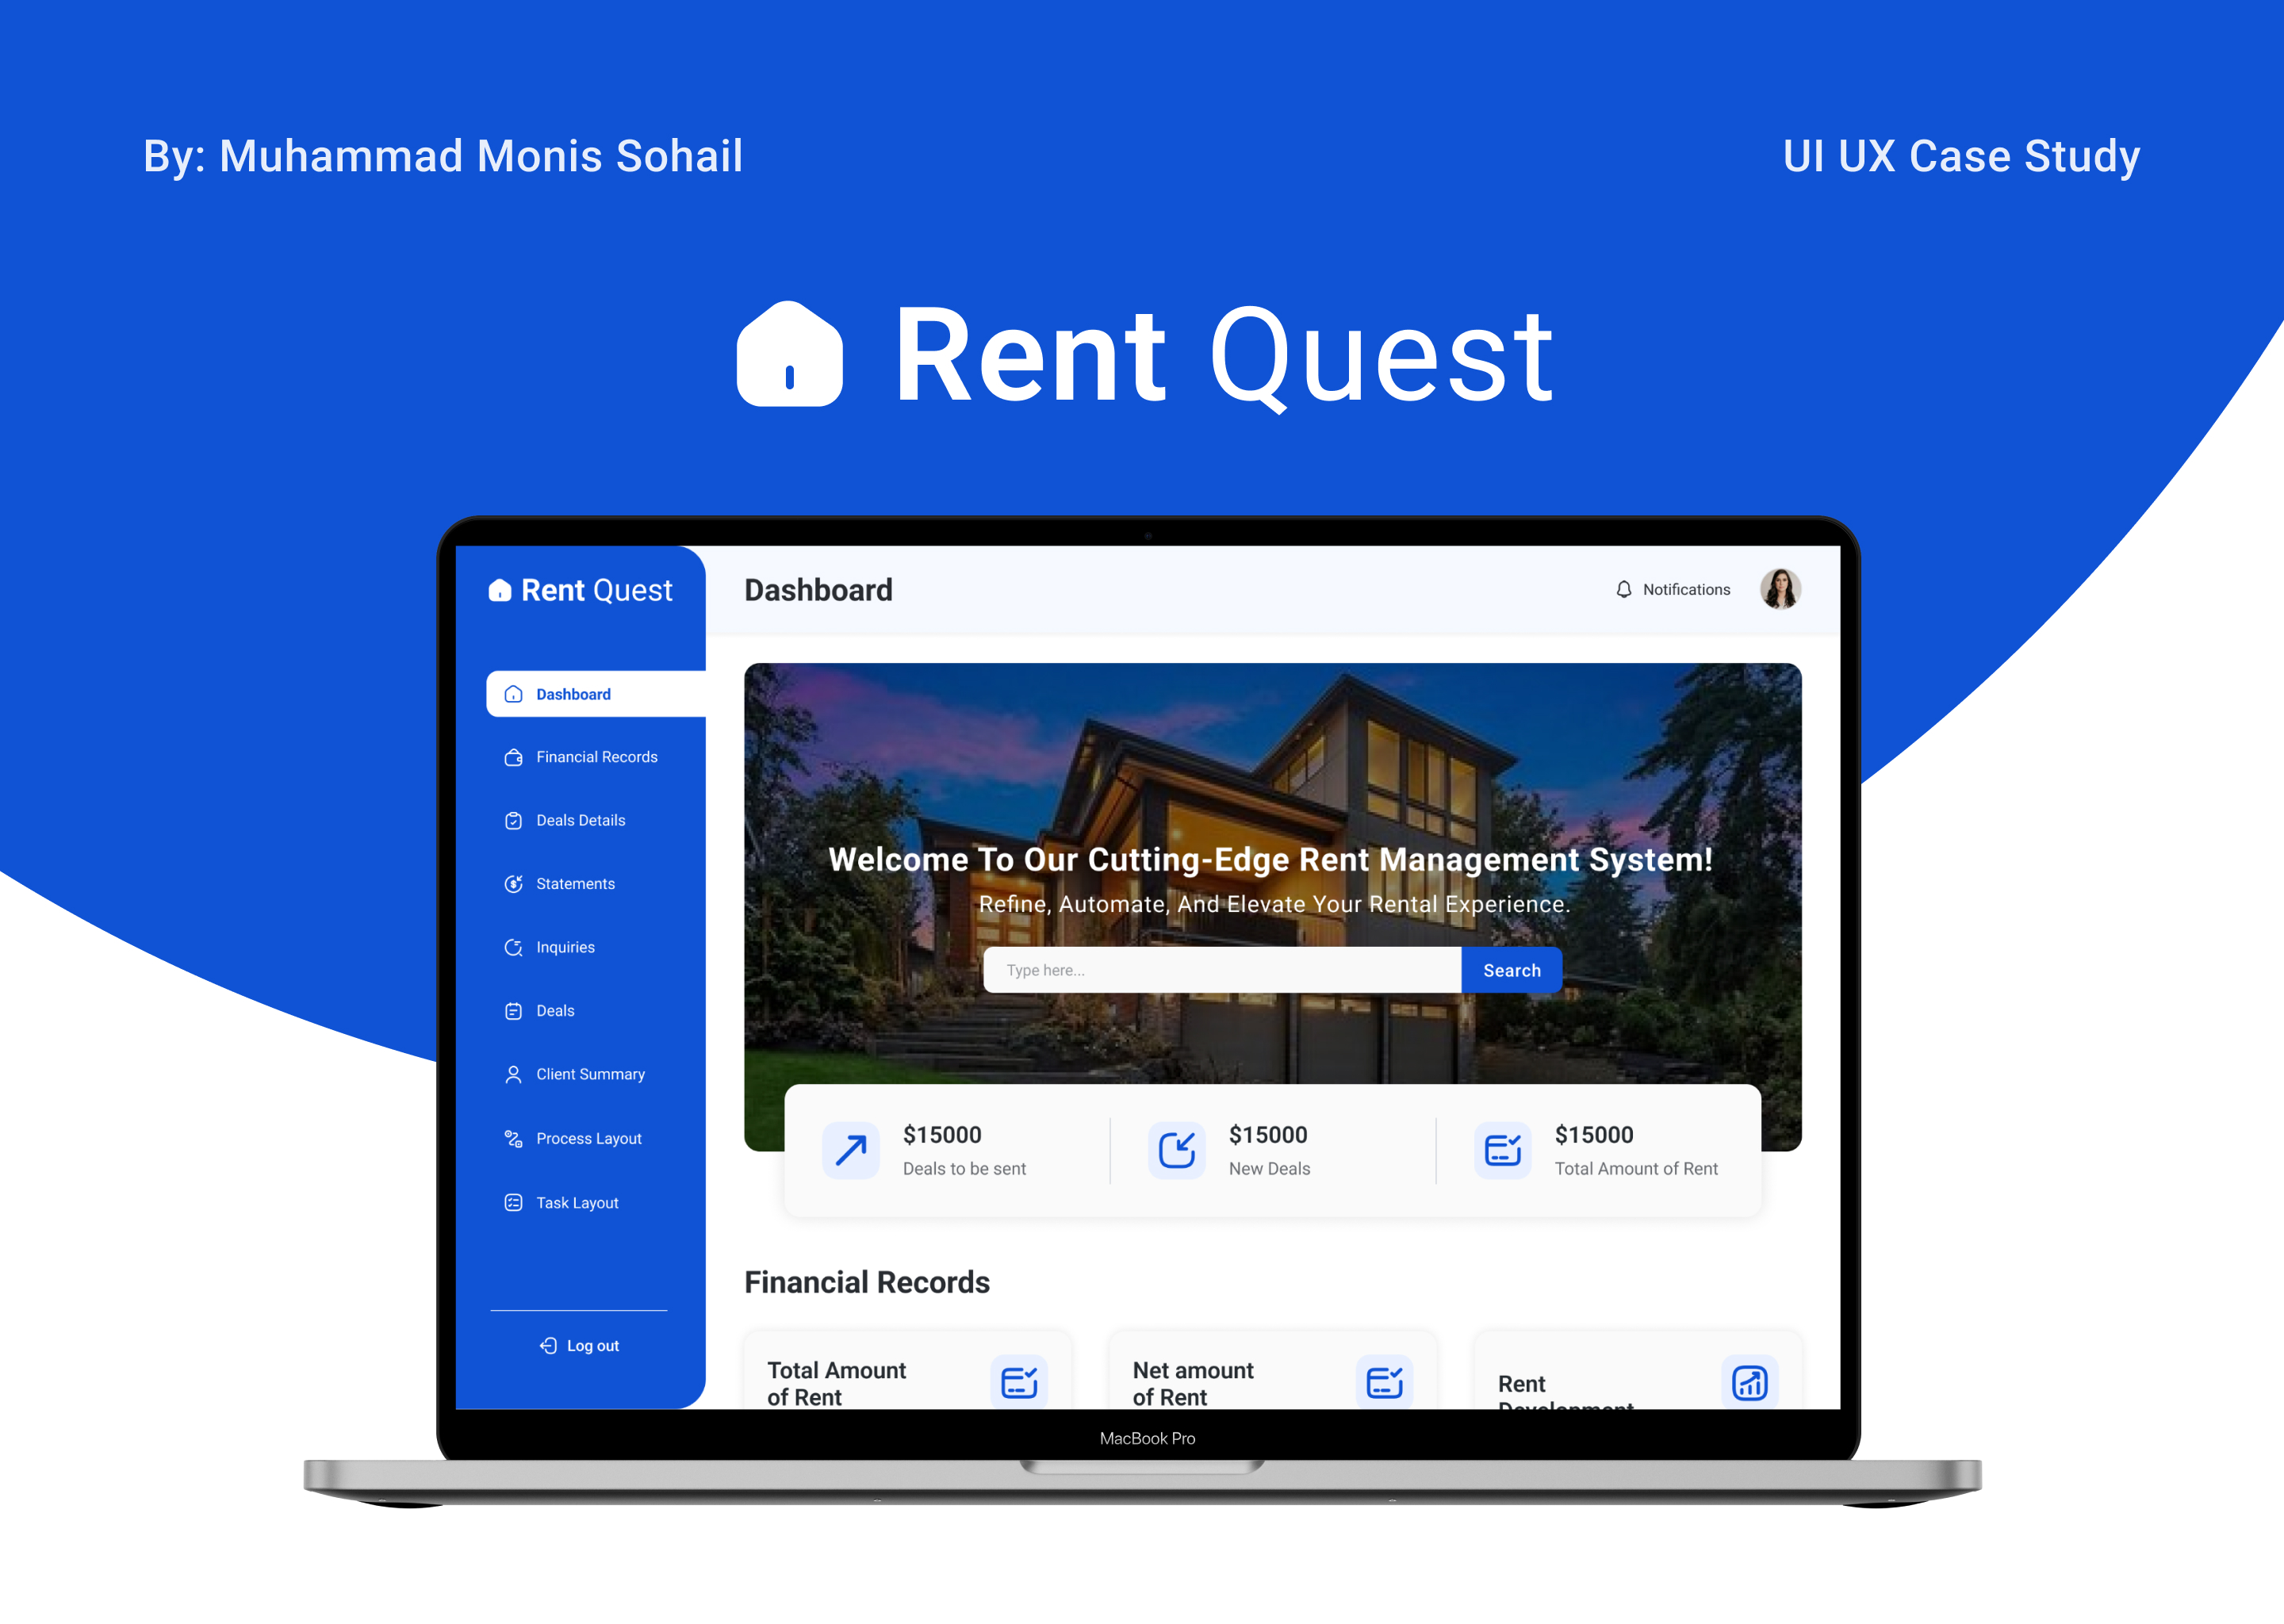 By: Muhammad Monis Sohail
UI UX Case Study
Rent Quest
Rent Quest
Dashboard
Financial Records
Deals Details
Statements
Inquiries
Deals
Client Summary
Process Layout
Task Layout
Log out
Dashboard
Notifications
Welcome To Our Cutting-Edge Rent Management System!
Refine, Automate, And Elevate Your Rental Experience.
Type here...
Search
$15000
Deals to be sent
$15000
New Deals
$15000
Total Amount of Rent
Financial Records
Total Amount
of Rent
Net amount
of Rent
Rent
Development
MacBook Pro